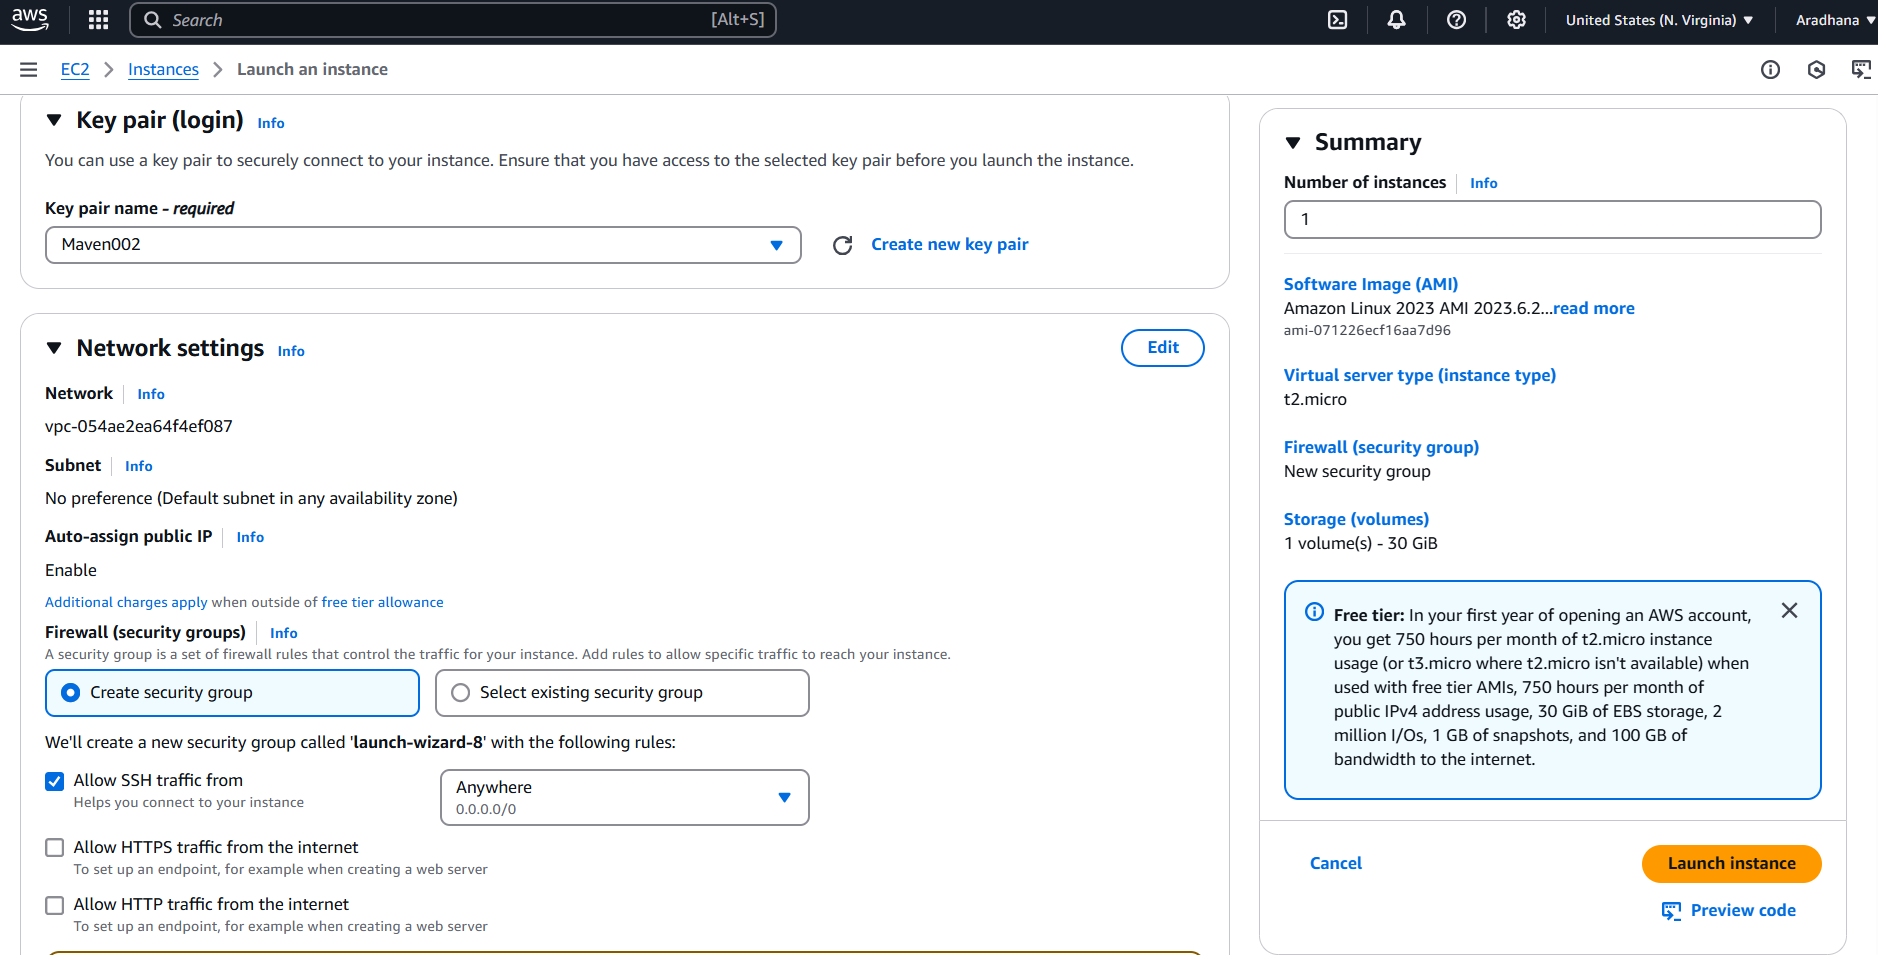 aws
Search
[Alt+S]
United States (N. Virginia)
Aradhana
EC2
Instances
Launch an instance
Key pair (login) Info
You can use a key pair to securely connect to your instance. Ensure that you have access to the selected key pair before you launch the instance.
Key pair name - required
Maven002
Create new key pair
Network settings Info
Edit
Network Info
vpc-054ae2ea64f4ef087
Subnet Info
No preference (Default subnet in any availability zone)
Auto-assign public IP Info
Enable
Additional charges apply when outside of free tier allowance
Firewall (security groups) Info
A security group is a set of firewall rules that control the traffic for your instance. Add rules to allow specific traffic to reach your instance.
Create security group
Select existing security group
We'll create a new security group called 'launch-wizard-8' with the following rules:
Allow SSH traffic from
Helps you connect to your instance
Anywhere
0.0.0.0/0
Allow HTTPS traffic from the internet
To set up an endpoint, for example when creating a web server
Allow HTTP traffic from the internet
To set up an endpoint, for example when creating a web server
Summary
Number of instances Info
1
Software Image (AMI)
Amazon Linux 2023 AMI 2023.6.2...read more
ami-071226ecf16aa7d96
Virtual server type (instance type)
t2.micro
Firewall (security group)
New security group
Storage (volumes)
1 volume(s) - 30 GiB
Free tier: In your first year of opening an AWS account,
you get 750 hours per month of t2.micro instance
usage (or t3.micro where t2.micro isn't available) when
used with free tier AMIs, 750 hours per month of
public IPv4 address usage, 30 GiB of EBS storage, 2
million I/Os, 1 GB of snapshots, and 100 GB of
bandwidth to the internet.
Cancel
Launch instance
Preview code